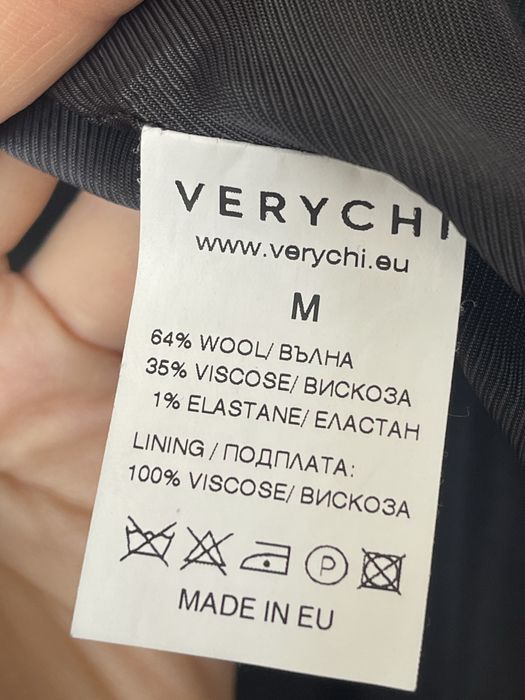 VERYCHI
www.verychi.eu
M
64% WOOL/ ВЪЛНА
35% VISCOSE/ ВИСКОЗА
1% ELASTANE/ ЕЛАСТАН
LINING / ПОДПЛАТА:
100% VISCOSE/ ВИСКОЗА
P
MADE IN EU